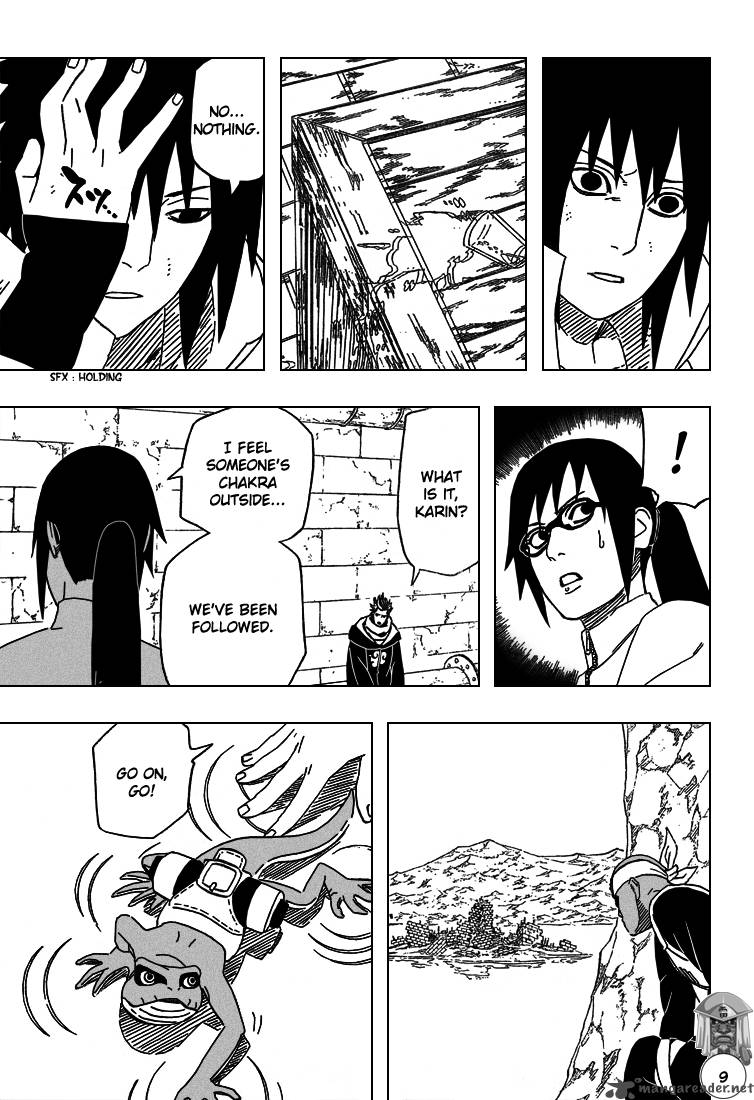 NO...
NOTHING.
スッ...
SFX : HOLDING
!
WHAT
IS IT,
KARIN?
I FEEL
SOMEONE'S
CHAKRA
OUTSIDE...
WE'VE BEEN
FOLLOWED.
GO ON,
GO!
9
mangareader.net